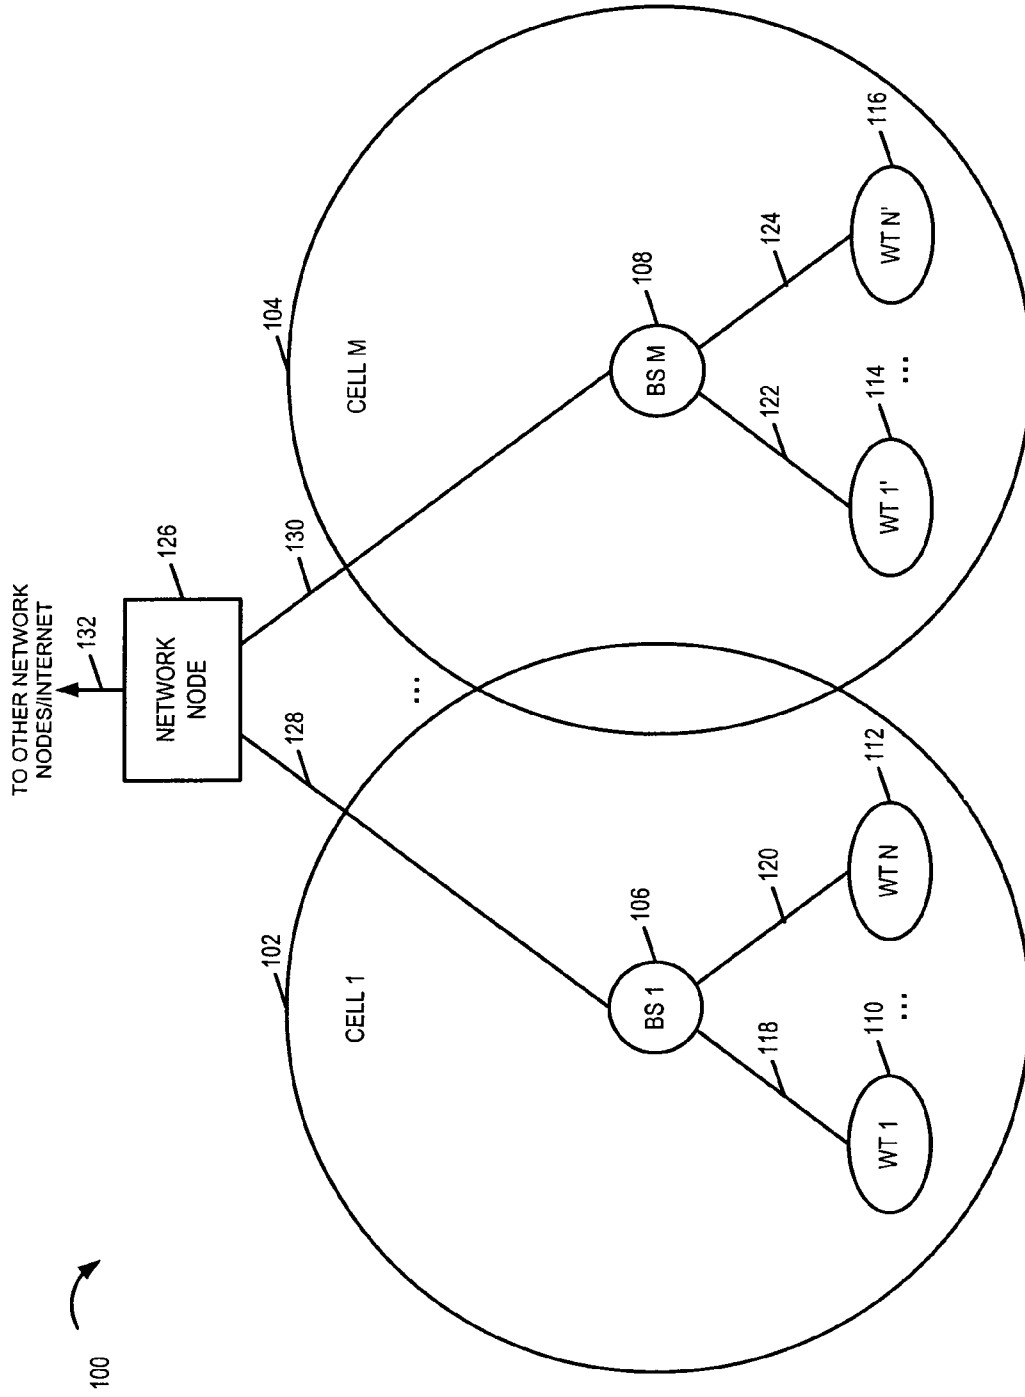 100
TO OTHER NETWORK
NODES/INTERNET
132
126
NETWORK
NODE
128
130
...
102
CELL 1
104
CELL M
106
BS 1
108
BS M
118
120
122
124
110
WT 1
...
112
WT N
114
WT 1'
...
116
WT N'